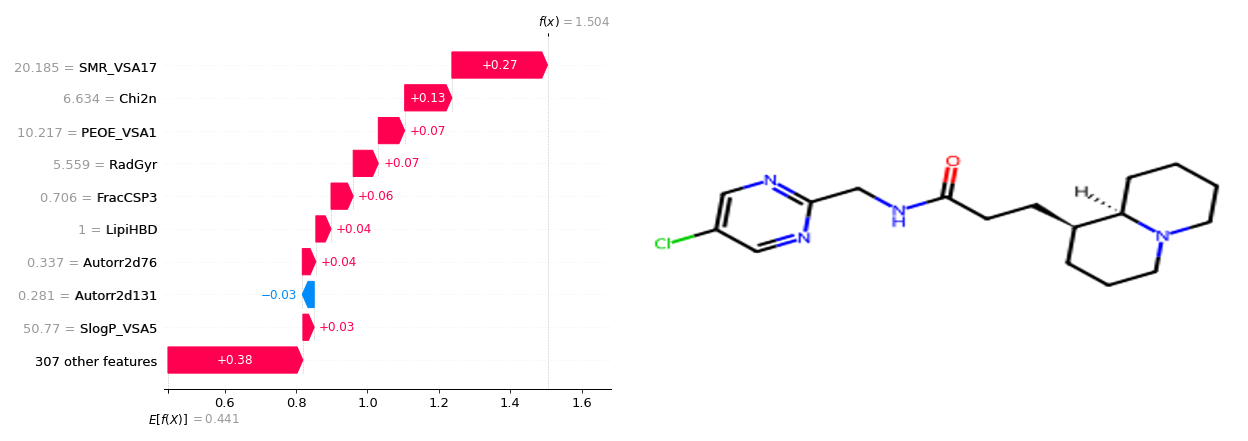 f(x) = 1.504
20.185 = SMR_VSA17
+0.27
6.634 = Chi2n
+0.13
10.217 = PEOE_VSA1
+0.07
5.559 = RadGyr
+0.07
0.706 = FracCSP3
+0.06
1 = LipiHBD
+0.04
0.337 = Autorr2d76
+0.04
0.281 = Autorr2d131
−0.03
50.77 = SlogP_VSA5
+0.03
307 other features
+0.38
0.6 0.8 1.0 1.2 1.4 1.6
E[f(X)] = 0.441
O
N
H
N
H
N
N
Cl